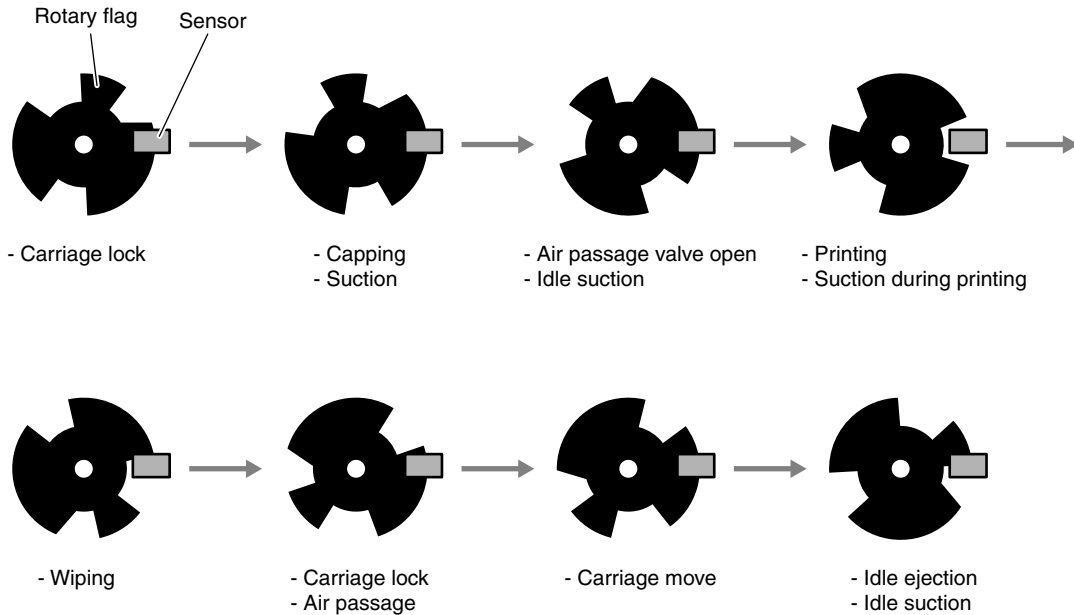 Rotary flag
Sensor
- Carriage lock
- Capping
- Suction
- Air passage valve open
- Idle suction
- Printing
- Suction during printing
- Wiping
- Carriage lock
- Air passage
- Carriage move
- Idle ejection
- Idle suction